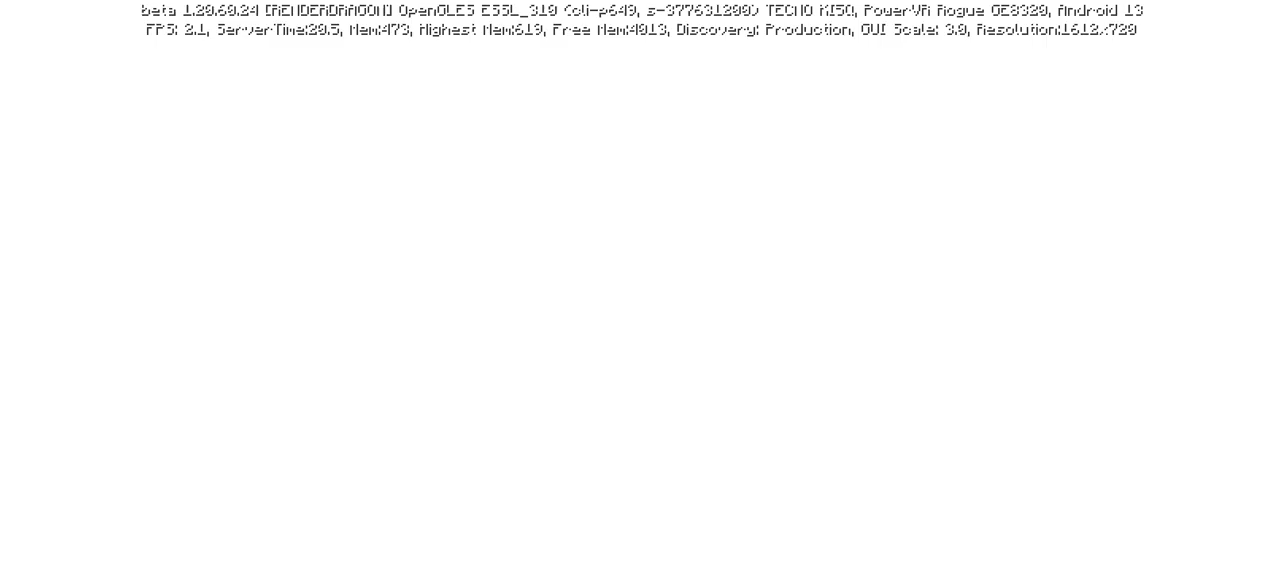 beta 1.20.60.24 [RENDERDRAGON] OpenGLES ESSL_310 (cli-p649, s-377631200) TECNO KI5Q, PowerVR Rogue GE8320, Android 13
FPS: 2.1, ServerTime:20.5, Mem:473, Highest Mem:619, Free Mem:4013, Discovery: Production, GUI Scale: 3.0, Resolution:1612x720